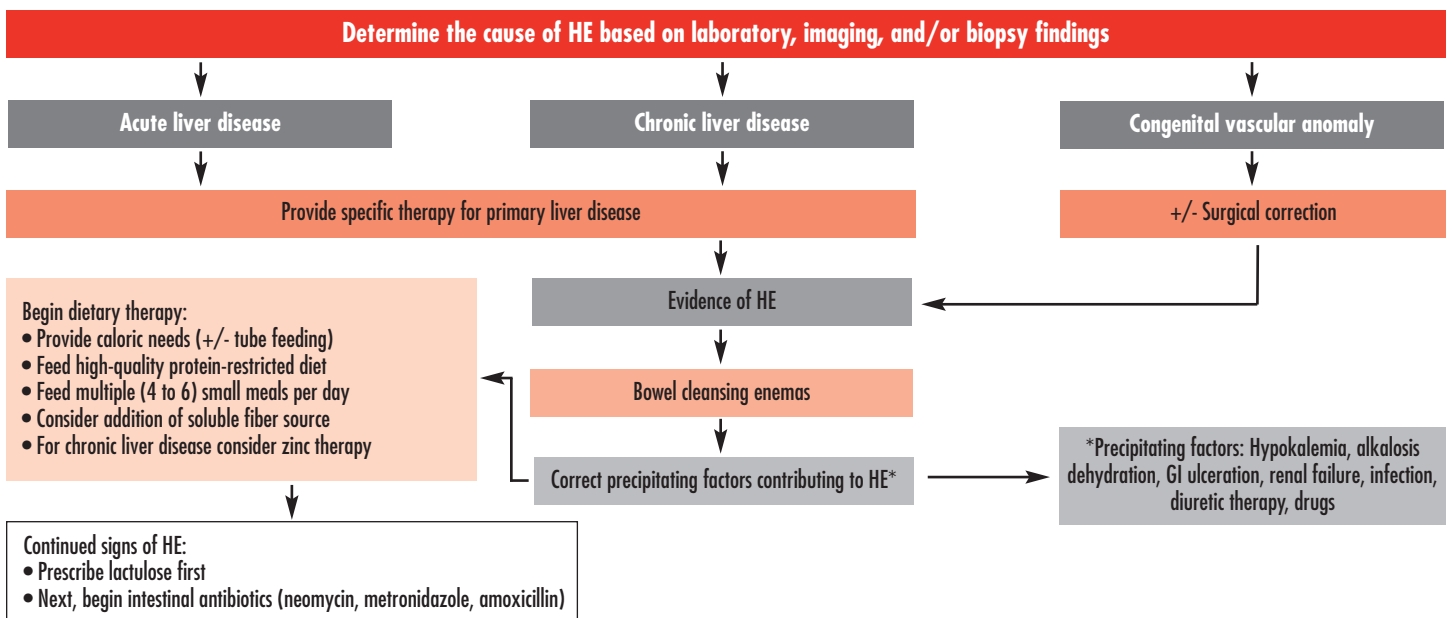 Determine the cause of HE based on laboratory, imaging, and/or biopsy findings
Acute liver disease
Chronic liver disease
Congenital vascular anomaly
Provide specific therapy for primary liver disease
+/- Surgical correction
Evidence of HE
Begin dietary therapy:
• Provide caloric needs (+/- tube feeding)
• Feed high-quality protein-restricted diet
• Feed multiple (4 to 6) small meals per day
• Consider addition of soluble fiber source
• For chronic liver disease consider zinc therapy
Bowel cleansing enemas
Correct precipitating factors contributing to HE*
*Precipitating factors: Hypokalemia, alkalosis
dehydration, GI ulceration, renal failure, infection,
diuretic therapy, drugs
Continued signs of HE:
• Prescribe lactulose first
• Next, begin intestinal antibiotics (neomycin, metronidazole, amoxicillin)